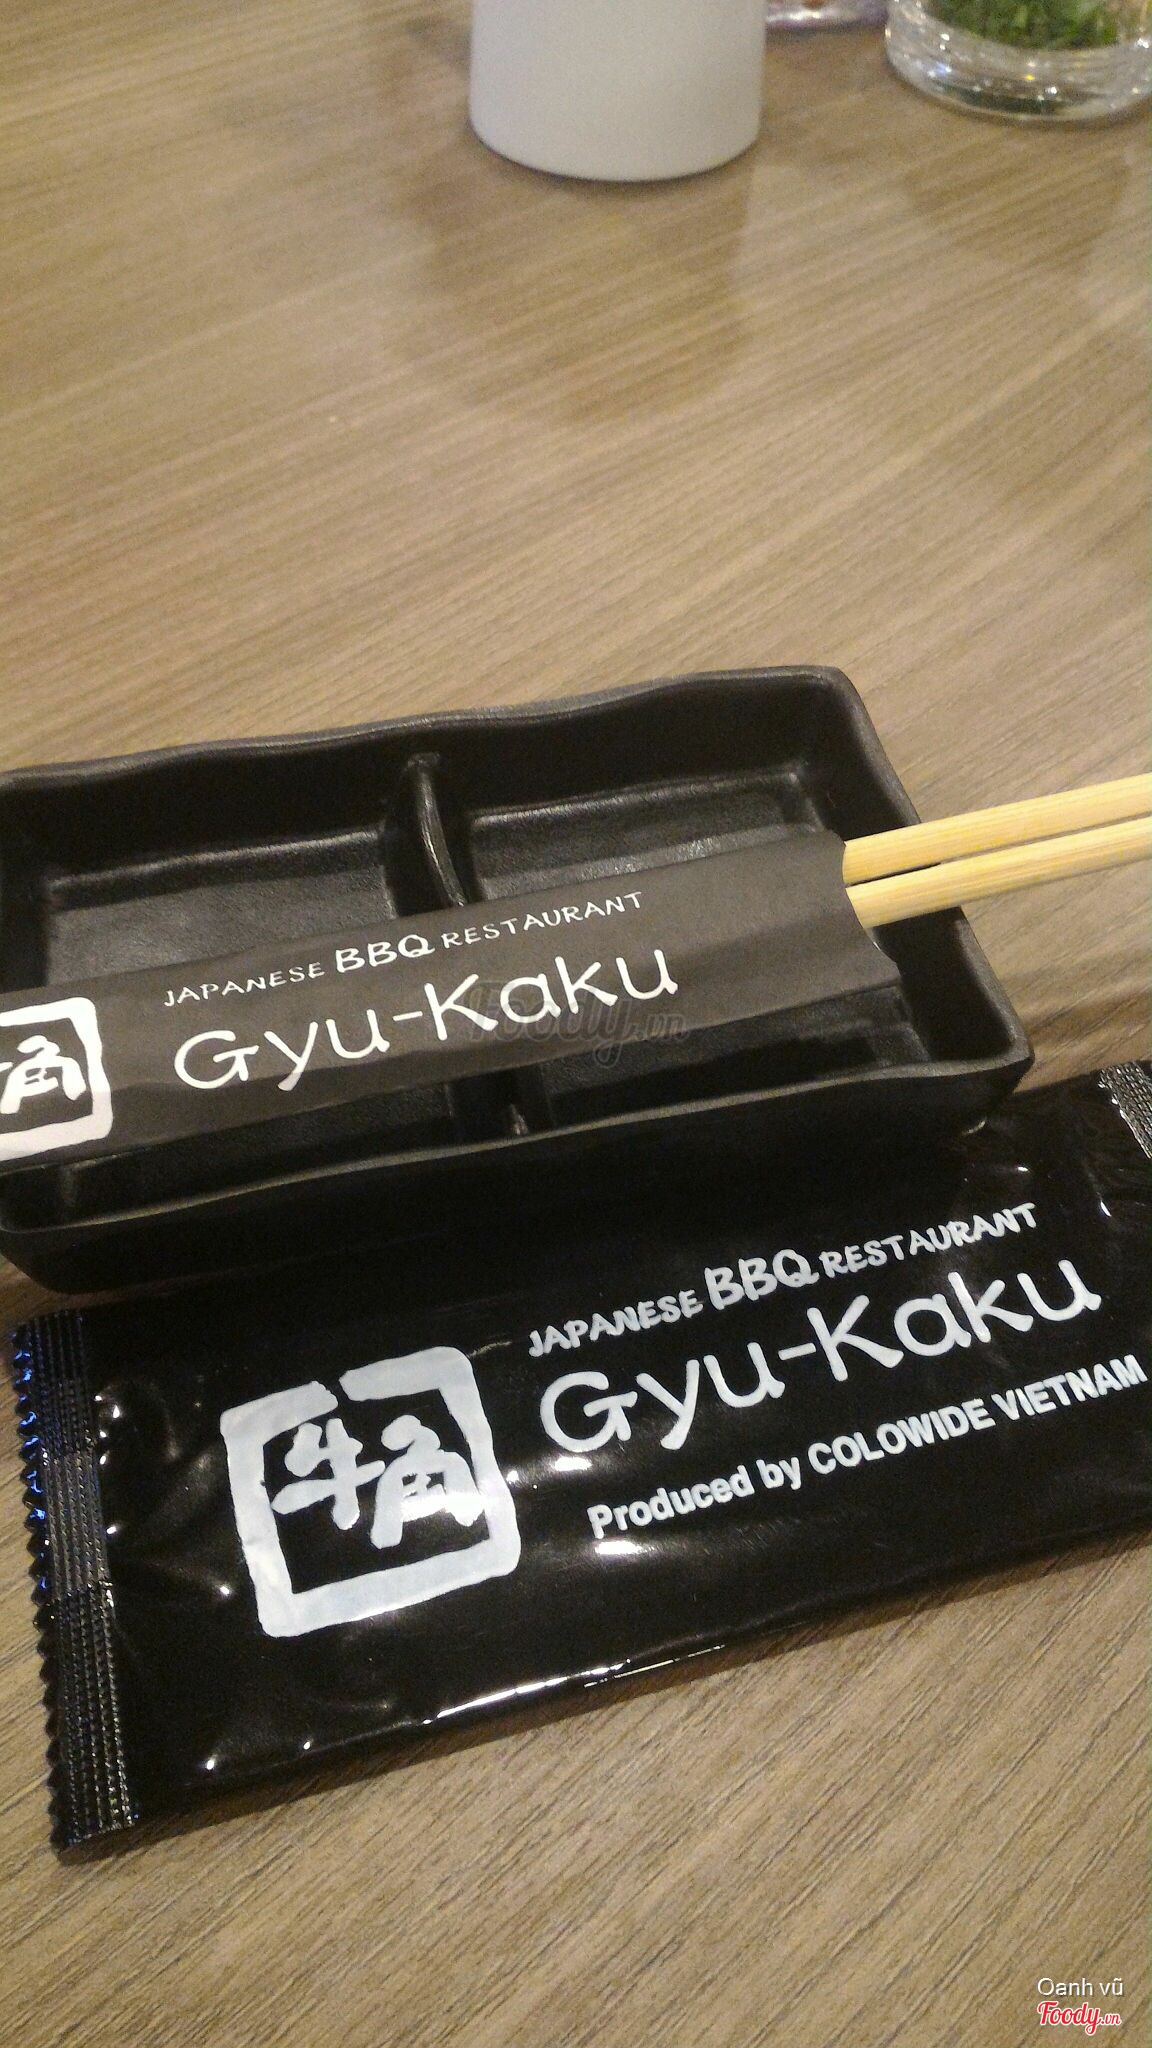 JAPANESE BBQ RESTAURANT
Gyu-Kaku
角
Foody.vn
JAPANESE BBQ RESTAURANT
Gyu-Kaku
牛角
Produced by COLOWIDE VIETNAM
Oanh vũ
Foody.vn